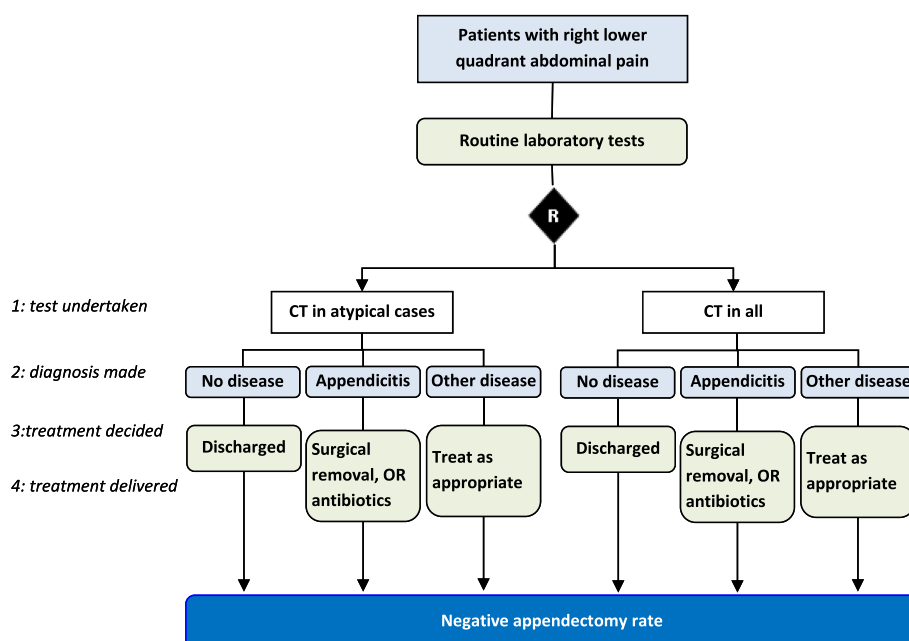 Patients with right lower
quadrant abdominal pain
Routine laboratory tests
R
1: test undertaken
CT in atypical cases
CT in all
2: diagnosis made
No disease
Appendicitis
Other disease
No disease
Appendicitis
Other disease
3:treatment decided
4: treatment delivered
Discharged
Surgical
removal, OR
antibiotics
Treat as
appropriate
Discharged
Surgical
removal, OR
antibiotics
Treat as
appropriate
Negative appendectomy rate